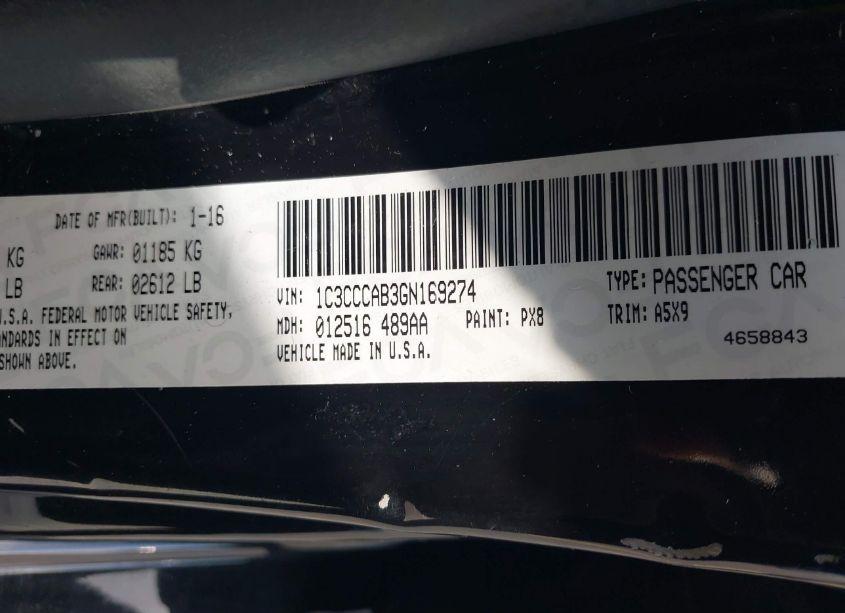 DATE OF MFR(BUILT): 1-16
KG GAWR: 01185 KG
LB REAR: 02612 LB
U.S.A. FEDERAL MOTOR VEHICLE SAFETY,
ANDARDS IN EFFECT ON
SHOWN ABOVE.
VIN: 1C3CCCAB3GN169274 TYPE: PASSENGER CAR
MDH: 012516 489AA PAINT: PX8 TRIM: A5X9
VEHICLE MADE IN U.S.A. 4658843